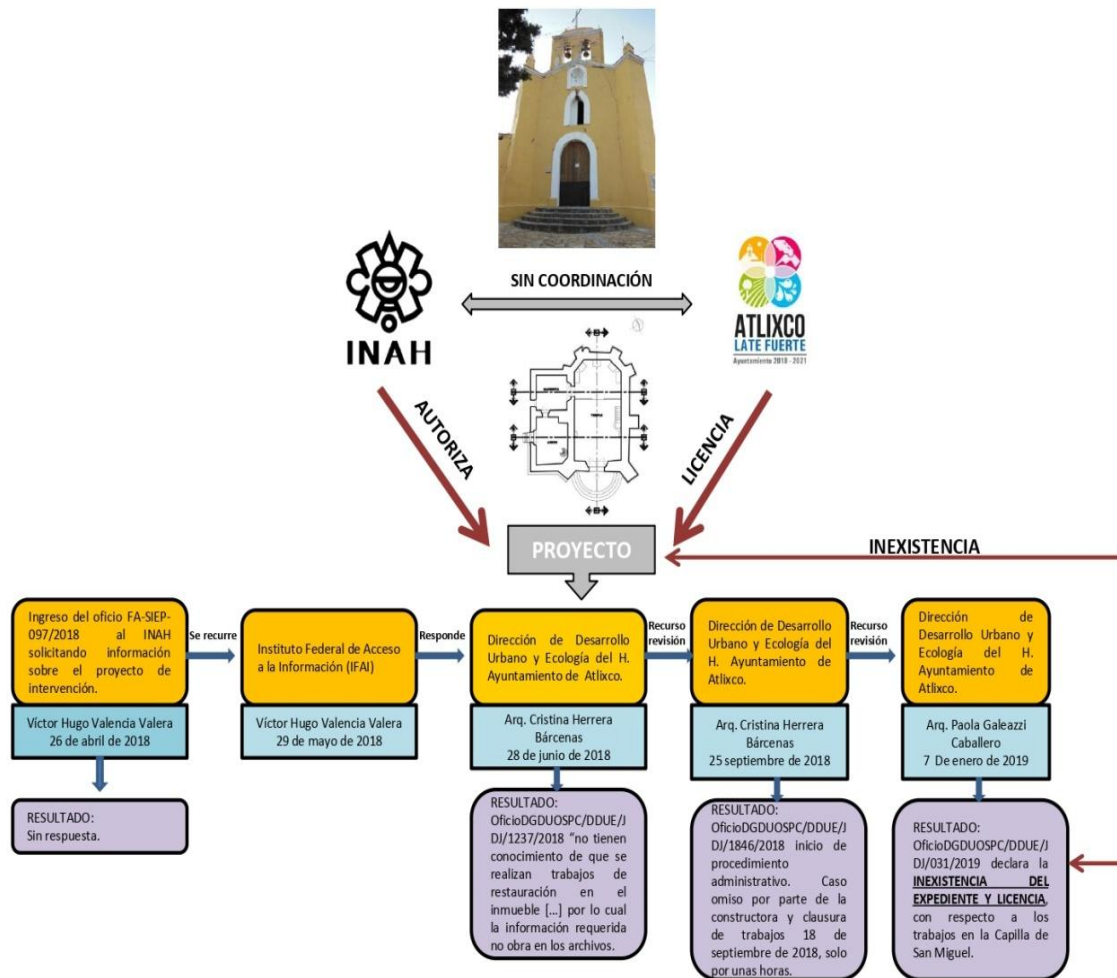 SIN COORDINACIÓN
INAH
ATLIXCO
LATE FUERTE
Ayuntamiento 2018 - 2021
AUTORIZA
LICENCIA
PROYECTO
INEXISTENCIA
Ingreso del oficio FA-SIEP-
097/2018 al INAH
solicitando información
sobre el proyecto de
intervención.
Víctor Hugo Valencia Valera
26 de abril de 2018
RESULTADO:
Sin respuesta.
Se recurre
Instituto Federal de Acceso
a la Información (IFAI)
Víctor Hugo Valencia Valera
29 de mayo de 2018
Responde
Dirección de Desarrollo
Urbano y Ecología del H.
Ayuntamiento de Atlixco.
Arq. Cristina Herrera
Bárcenas
28 de junio de 2018
RESULTADO:
OficioDGDUOSPC/DDUE/J
DJ/1237/2018 “no tienen
conocimiento de que se
realizan trabajos de
restauración en el
inmueble [...] por lo cual
la información requerida
no obra en los archivos.
Recurso
revisión
Dirección de Desarrollo
Urbano y Ecología del
H. Ayuntamiento de
Atlixco.
Arq. Cristina Herrera
Bárcenas
25 septiembre de 2018
RESULTADO:
OficioDGDUOSPC/DDUE/J
DJ/1846/2018 inicio de
procedimiento
administrativo. Caso
omiso por parte de la
constructora y clausura
de trabajos 18 de
septiembre de 2018, solo
por unas horas.
Recurso
revisión
Dirección de
Desarrollo Urbano y
Ecología del H.
Ayuntamiento de
Atlixco.
Arq. Paola Galeazzi
Caballero
7 De enero de 2019
RESULTADO:
OficioDGDUOSPC/DDUE/J
DJ/031/2019 declara la
INEXISTENCIA DEL
EXPEDIENTE Y LICENCIA,
con respecto a los
trabajos en la Capilla de
San Miguel.